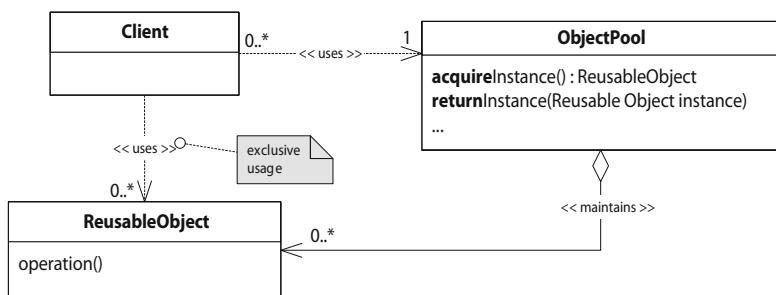 Client
0..*
<< uses >>
1
ObjectPool
acquireInstance() : ReusableObject
returnInstance(Reusable Object instance)
...
<< uses >>
exclusive
usage
0..*
<< maintains >>
ReusableObject
0..*
operation()